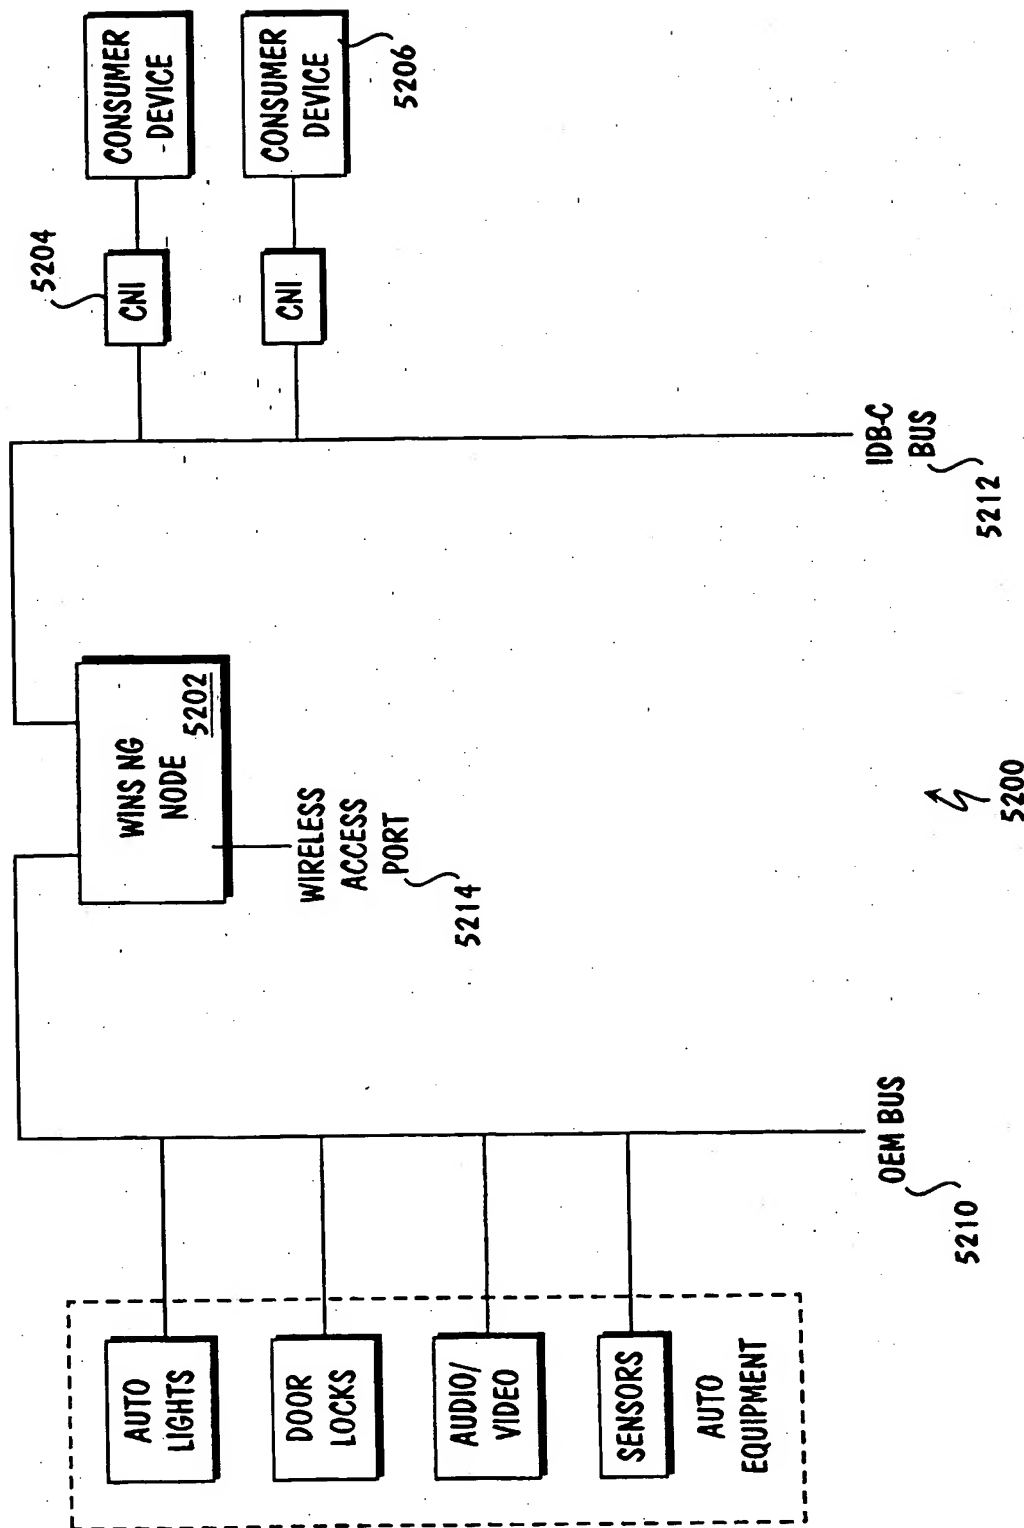 AUTO
LIGHTS
DOOR
LOCKS
AUDIO/
VIDEO
SENSORS
AUTO
EQUIPMENT
OEM BUS
5210
WINS NG
NODE
5202
WIRELESS
ACCESS
PORT
5214
5200
IDB-C
BUS
5212
5204
CNI
CONSUMER
DEVICE
CNI
CONSUMER
DEVICE
5206